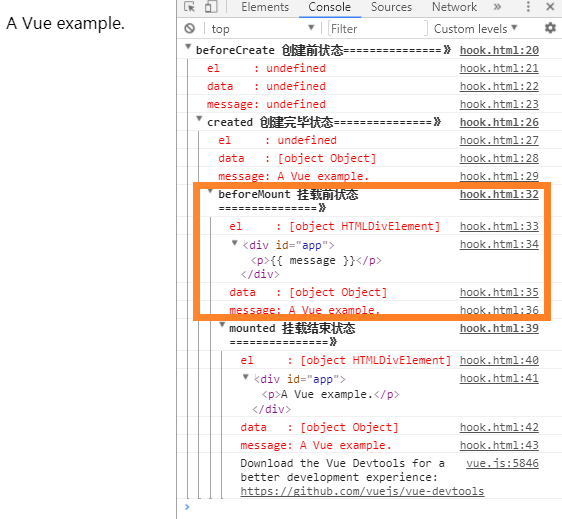 A Vue example.
Elements Console Sources Network »
top Filter Custom levels
beforeCreate 创建前状态===============》 hook.html:20
el : undefined hook.html:21
data : undefined hook.html:22
message: undefined hook.html:23
created 创建完毕状态===============》 hook.html:26
el : undefined hook.html:27
data : [object Object] hook.html:28
message: A Vue example. hook.html:29
beforeMount 挂载前状态 hook.html:32
===============》
el : [object HTMLDivElement] hook.html:33
<div id="app"> hook.html:34
<p>{{ message }}</p>
</div>
data : [object Object] hook.html:35
message: A Vue example. hook.html:36
mounted 挂载结束状态 hook.html:39
===============》
el : [object HTMLDivElement] hook.html:40
<div id="app"> hook.html:41
<p>A Vue example.</p>
</div>
data : [object Object] hook.html:42
message: A Vue example. hook.html:43
Download the Vue Devtools for a vue.js:5846
better development experience:
https://github.com/vuejs/vue-devtools
>